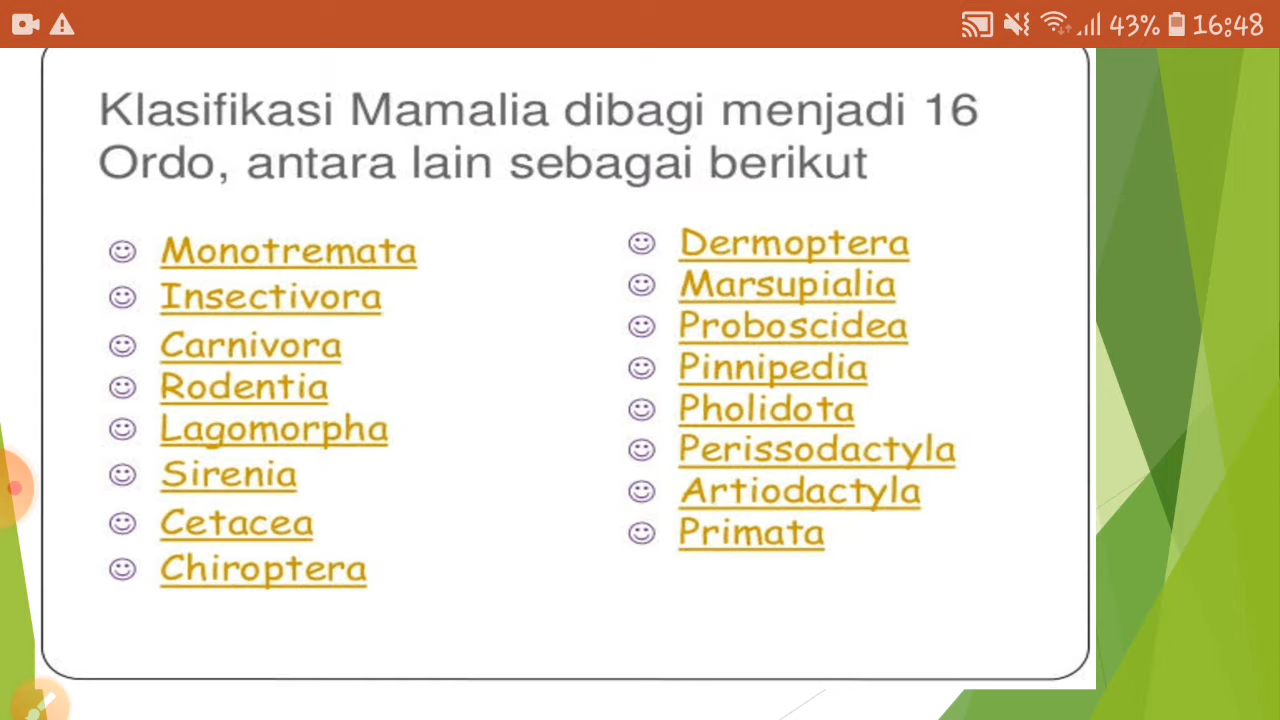 43% 16:48
Klasifikasi Mamalia dibagi menjadi 16
Ordo, antara lain sebagai berikut
Monotremata
Insectivora
Carnivora
Rodentia
Lagomorpha
Sirenia
Cetacea
Chiroptera
Dermoptera
Marsupialia
Proboscidea
Pinnipedia
Pholidota
Perissodactyla
Artiodactyla
Primata